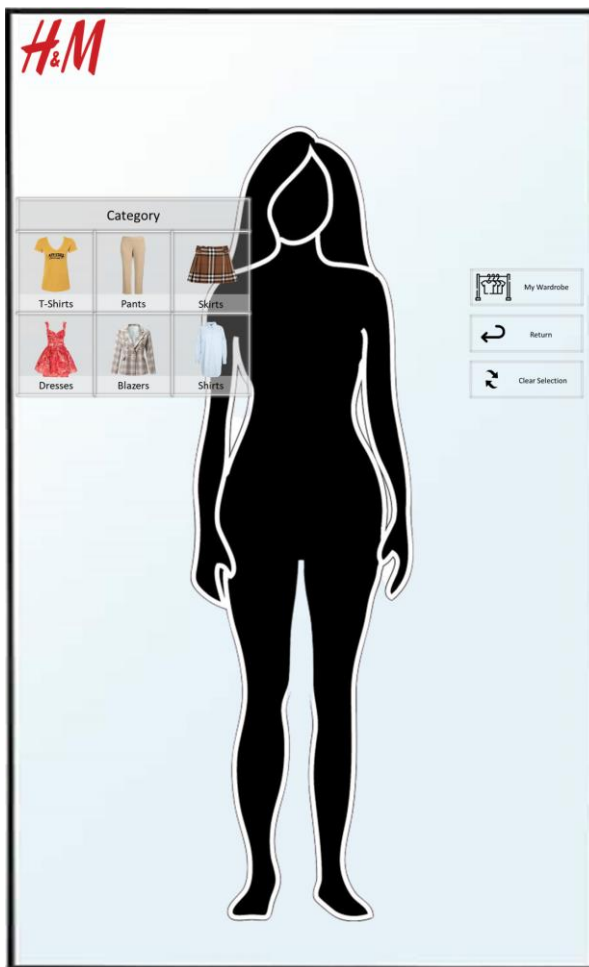 H&M
Category
T-Shirts
Pants
Skirts
Dresses
Blazers
Shirts
My Wardrobe
Return
Clear Selection